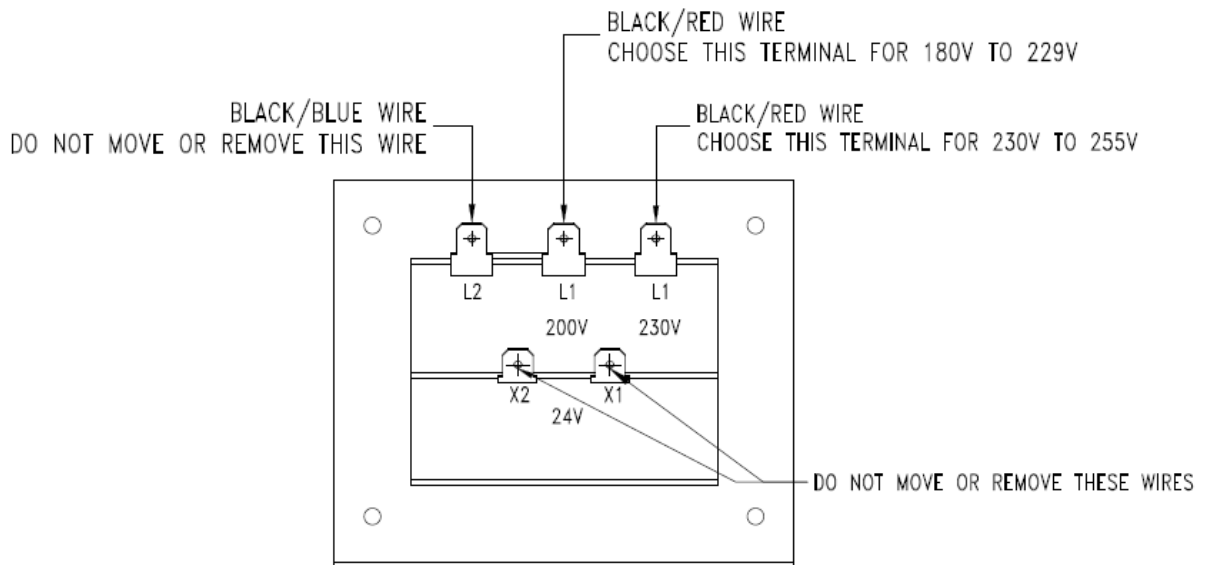 BLACK/RED WIRE
CHOOSE THIS TERMINAL FOR 180V TO 229V
BLACK/BLUE WIRE
DO NOT MOVE OR REMOVE THIS WIRE
BLACK/RED WIRE
CHOOSE THIS TERMINAL FOR 230V TO 255V
L2
L1
L1
200V
230V
X2
X1
24V
DO NOT MOVE OR REMOVE THESE WIRES